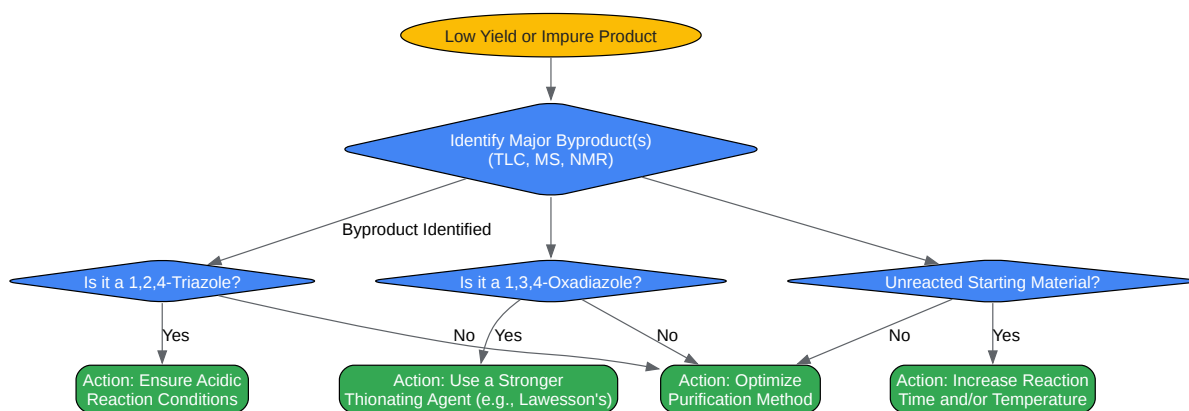 Low Yield or Impure Product
Identify Major Byproduct(s)
(TLC, MS, NMR)
Byproduct Identified
Is it a 1,2,4-Triazole?
Is it a 1,3,4-Oxadiazole?
Unreacted Starting Material?
Yes
No
Yes
No
No
Yes
Action: Ensure Acidic
Reaction Conditions
Action: Use a Stronger
Thionating Agent (e.g., Lawesson's)
Action: Optimize
Purification Method
Action: Increase Reaction
Time and/or Temperature